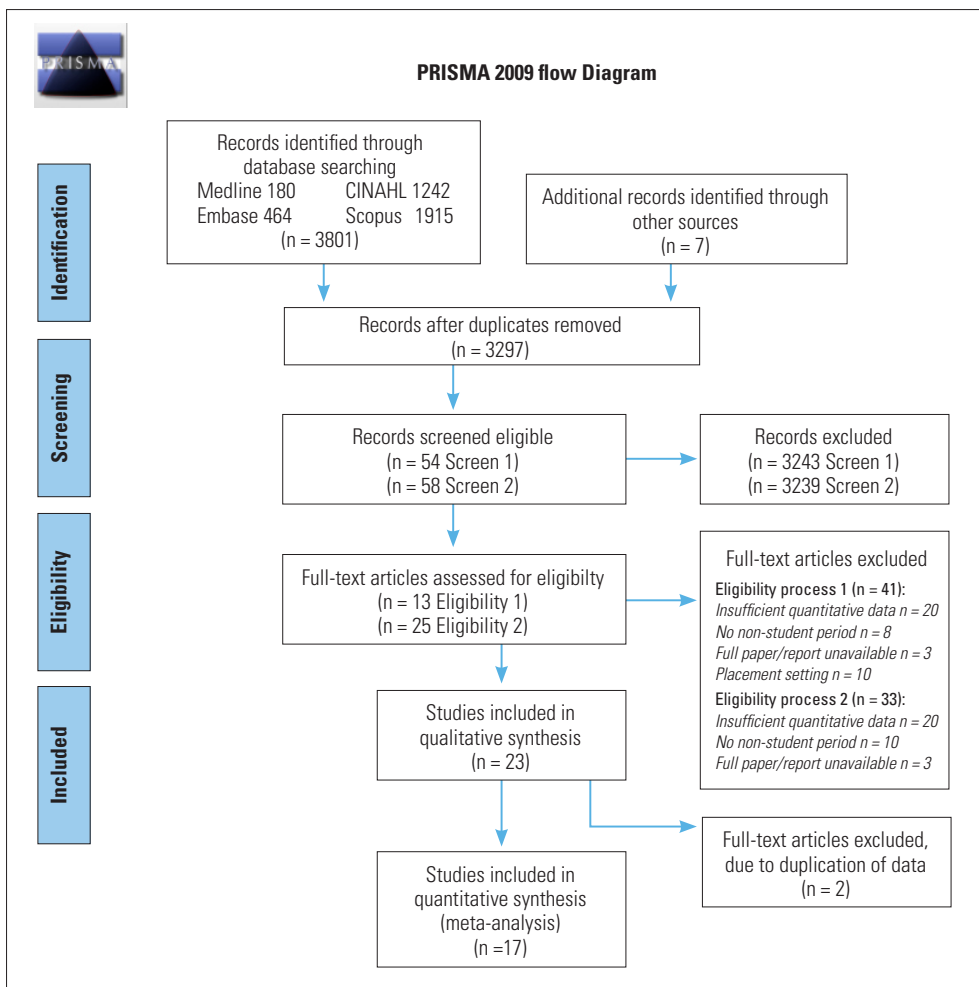 PRISMA
PRISMA 2009 flow Diagram
Identification
Records identified through
database searching
Medline 180 CINAHL 1242
Embase 464 Scopus 1915
(n = 3801)
Additional records identified through
other sources
(n = 7)
Records after duplicates removed
(n = 3297)
Screening
Records screened eligible
(n = 54 Screen 1)
(n = 58 Screen 2)
Records excluded
(n = 3243 Screen 1)
(n = 3239 Screen 2)
Eligibility
Full-text articles assessed for eligibilty
(n = 13 Eligibility 1)
(n = 25 Eligibility 2)
Full-text articles excluded
Eligibility process 1 (n = 41):
Insufficient quantitative data n = 20
No non-student period n = 8
Full paper/report unavailable n = 3
Placement setting n = 10
Eligibility process 2 (n = 33):
Insufficient quantitative data n = 20
No non-student period n = 10
Full paper/report unavailable n = 3
Included
Studies included in
qualitative synthesis
(n = 23)
Full-text articles excluded,
due to duplication of data
(n = 2)
Studies included in
quantitative synthesis
(meta-analysis)
(n =17)